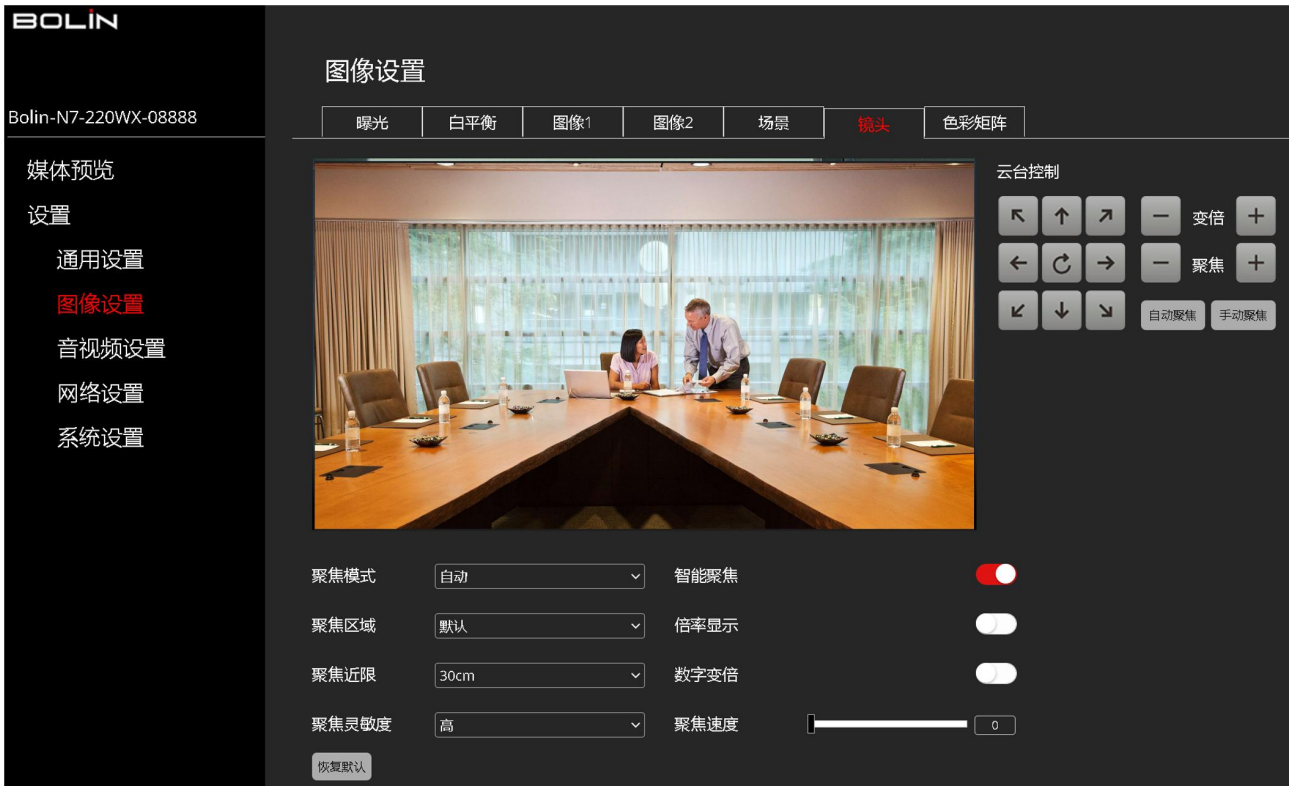 BOLIN
Bolin-N7-220WX-08888
媒体预览
设置
通用设置
图像设置
音视频设置
网络设置
系统设置
图像设置
曝光 白平衡 图像1 图像2 场景 镜头 色彩矩阵
云台控制
变倍
聚焦
自动聚焦 手动聚焦
聚焦模式 自动 智能聚焦
聚焦区域 默认 倍率显示
聚焦近限 30cm 数字变倍
聚焦灵敏度 高 聚焦速度 0
恢复默认